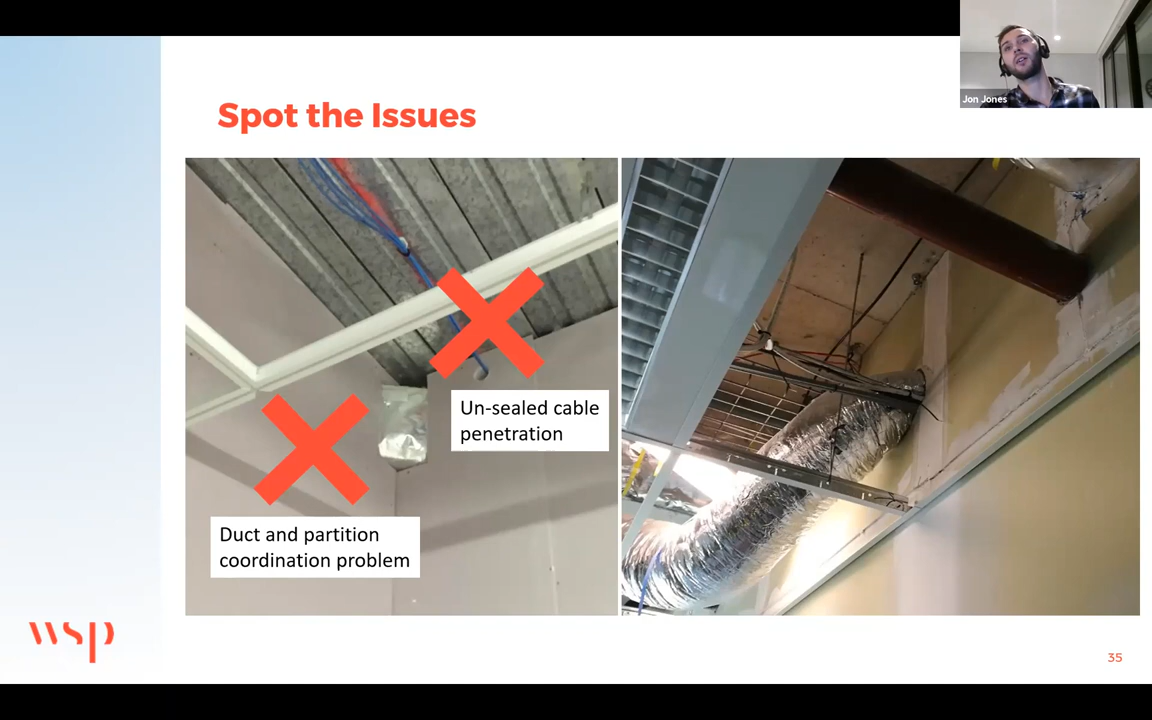 Jon Jones
Spot the Issues
Un-sealed cable
penetration
Duct and partition
coordination problem
wsp
35